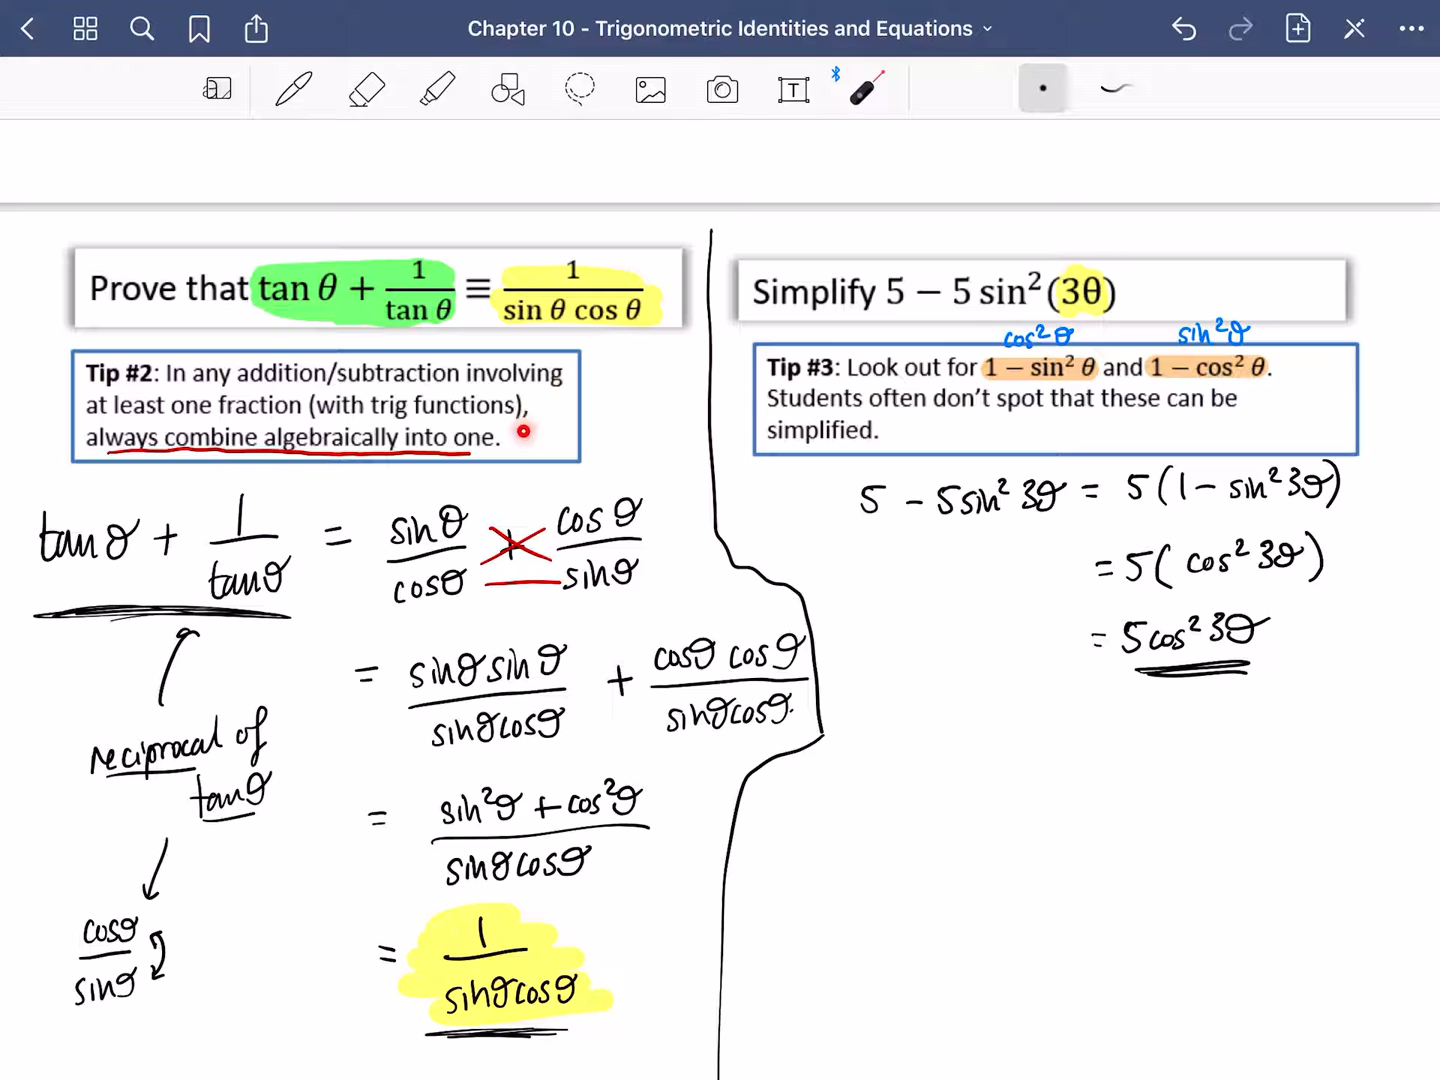 Chapter 10 - Trigonometric Identities and Equations
Prove that tan θ + 1/tan θ ≡ 1/(sin θ cos θ)
Tip #2: In any addition/subtraction involving
at least one fraction (with trig functions),
always combine algebraically into one.
tanθ + 1/tanθ = sinθ/cosθ + cosθ/sinθ
= sinθ sinθ/(sinθcosθ) + cosθ cosθ/(sinθcosθ)
reciprocal of
tanθ
= (sin²θ + cos²θ)/(sinθcosθ)
cosθ/sinθ
= 1/(sinθcosθ)
Simplify 5 − 5 sin²(3θ)
cos²θ sin²θ
Tip #3: Look out for 1 − sin² θ and 1 − cos² θ.
Students often don't spot that these can be
simplified.
5 - 5sin² 3θ = 5(1 - sin² 3θ)
= 5( cos² 3θ)
= 5cos² 3θ